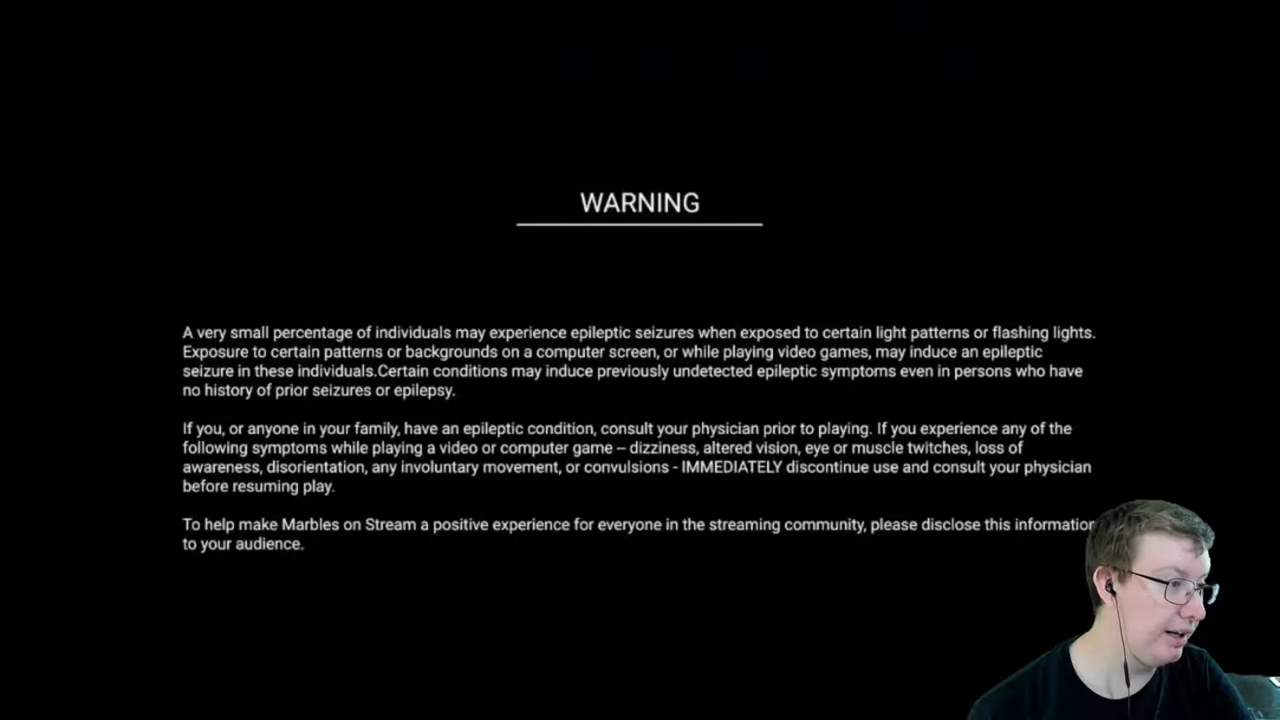 WARNING
A very small percentage of individuals may experience epileptic seizures when exposed to certain light patterns or flashing lights.
Exposure to certain patterns or backgrounds on a computer screen, or while playing video games, may induce an epileptic
seizure in these individuals.Certain conditions may induce previously undetected epileptic symptoms even in persons who have
no history of prior seizures or epilepsy.
If you, or anyone in your family, have an epileptic condition, consult your physician prior to playing. If you experience any of the
following symptoms while playing a video or computer game – dizziness, altered vision, eye or muscle twitches, loss of
awareness, disorientation, any involuntary movement, or convulsions - IMMEDIATELY discontinue use and consult your physician
before resuming play.
To help make Marbles on Stream a positive experience for everyone in the streaming community, please disclose this information
to your audience.